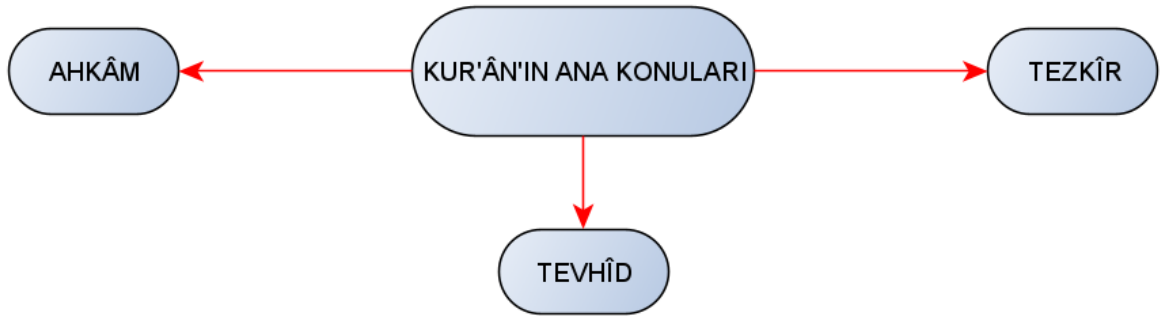 KUR'ÂN'IN ANA KONULARI
AHKÂM
TEZKÎR
TEVHÎD